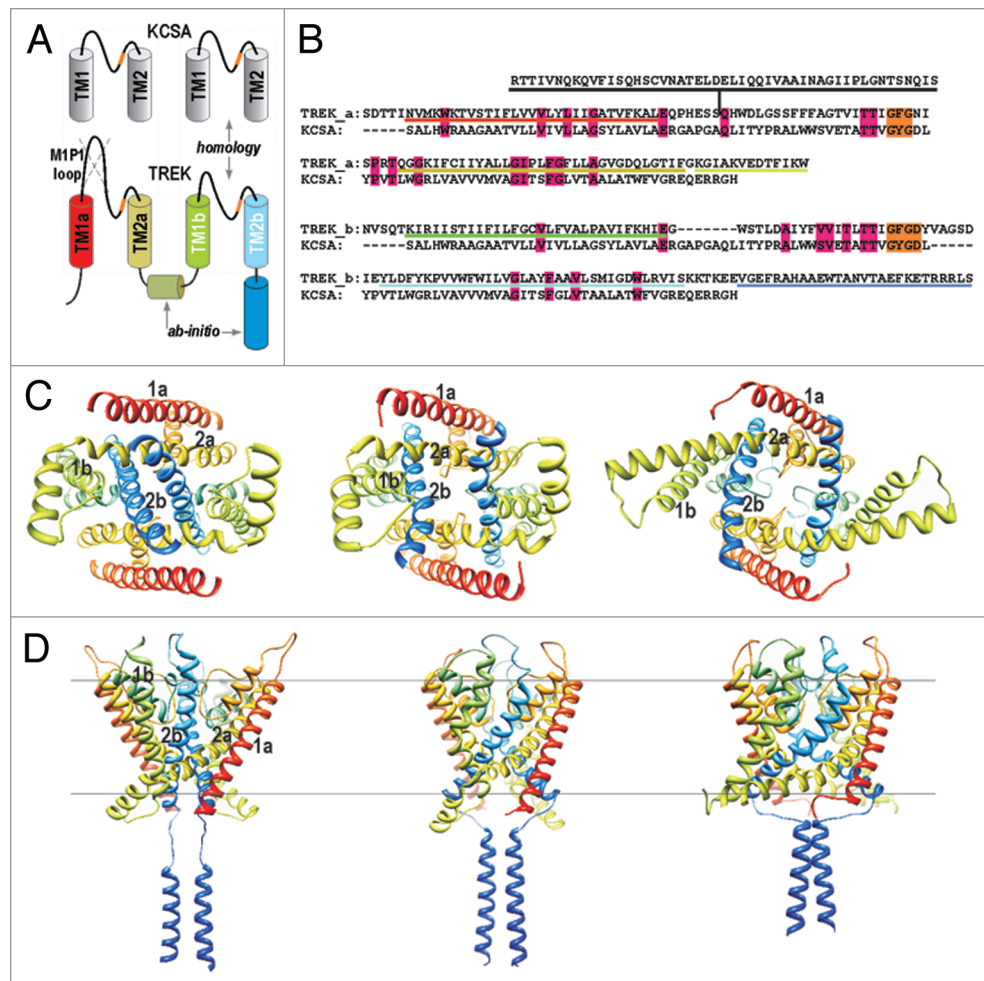 A
KCSA
TM1
TM2
TM1
TM2
M1P1
loop
TREK
homology
TM1a
TM2a
TM1b
TM2b
ab-initio
B
RTTIVNQKQVFISQHSCVNATELDELIQQIVAAINAGIIPLGNTSNQIS
TREK_a:SDTTINVMKWKTVSTIFLVVVLYLIIGATVFKALEQPHESSQHWDLGSSFFFAGTVITTIGFGNI
KCSA: -----SALHWRAAGAATVLLVIVLLAGSYLAVLAERGAPGAQLITYPRALWWSVETATTVGYGDL
TREK_a:SPRTQGGKIFCIIYALLGIPLFGFLLAGVGDQLGTIFGKGIAKVEDTFIKW
KCSA: YPVTLWGRLVAVVVMVAGITSFGLVTAALATWFVGREQERRGH
TREK_b:NVSQTKIRIISTIIFILFGCVLFVALPAVIFKHIEG-------WSTLDAIYFVVITLTTIGFGDYVAGSD
KCSA: -----SALHWRAAGAATVLLVIVLLAGSYLAVLAERGAPGAQLITYPRALWWSVETATTVGYGDL-----
TREK_b:IEYLDFYKPVVWFWILVGLAYFAAVLSMIGDWLRVISKKTKEEVGEFRAHAAEWTANVTAEFKETRRRLS
KCSA: YPVTLWGRLVAVVVMVAGITSFGLVTAALATWFVGREQERRGH
C
1a
2a
1b
2b
1a
2a
1b
2b
1a
2a
1b
2b
D
1b
2b
2a
1a